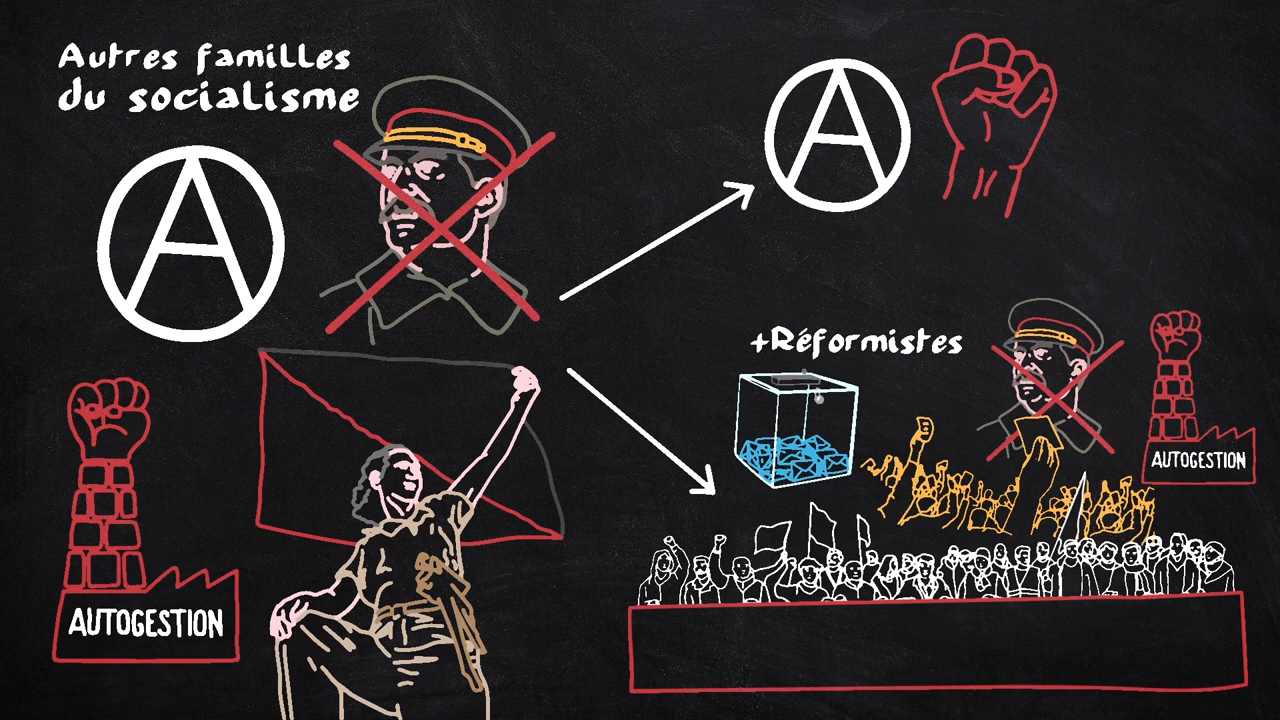 Autres familles
du socialisme
+Réformistes
AUTOGESTION
AUTOGESTION